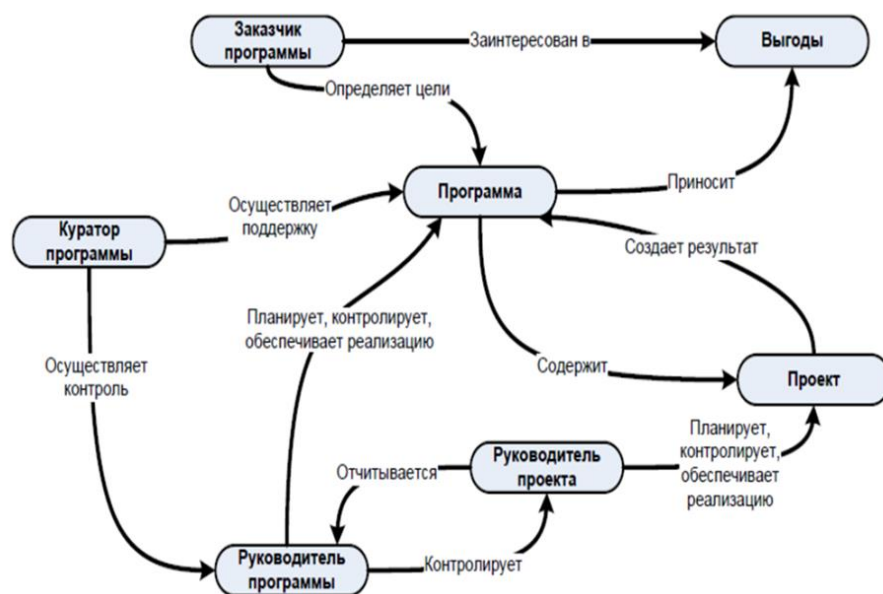 Заказчик
программы
Заинтересован в
Выгоды
Определяет цели
Программа
Приносит
Осуществляет
поддержку
Куратор
программы
Создает результат
Планирует, контролирует,
обеспечивает реализацию
Осуществляет
контроль
Содержит
Проект
Планирует,
контролирует,
обеспечивает
реализацию
Руководитель
проекта
Отчитывается
Руководитель
программы
Контролирует